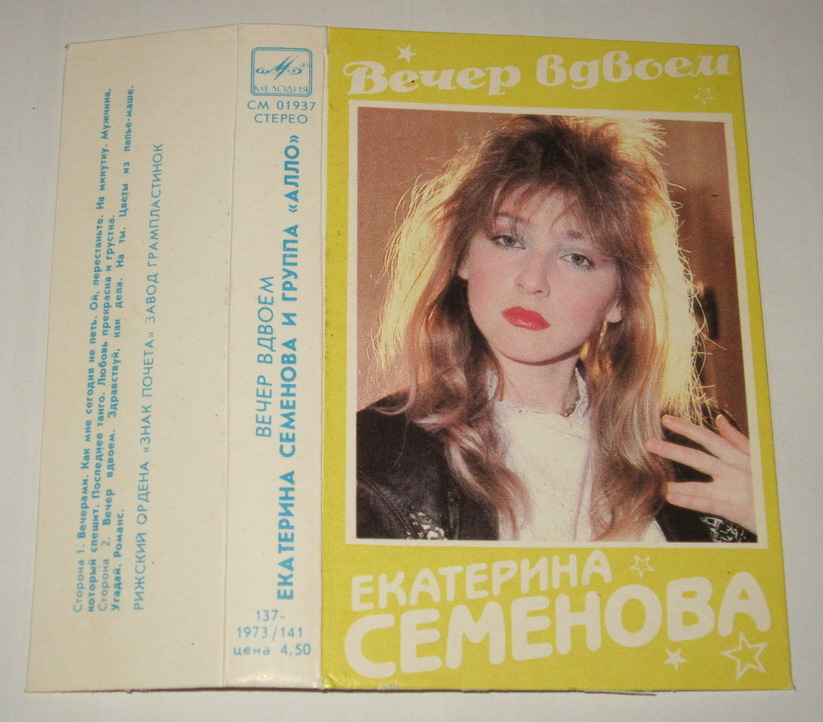 Сторона 1. Вечерами. Как мне сегодня не петь. Ой, перестаньте. На минутку. Мужчина,
который спешит. Последнее танго. Любовь прекрасна и грустна.
Сторона 2. Вечер вдвоем. Здравствуй, как дела. На ты. Цветы из папье-маше.
Угадай. Романс.
РИЖСКИЙ ОРДЕНА «ЗНАК ПОЧЕТА» ЗАВОД ГРАМПЛАСТИНОК
МЕЛОДИЯ
СМ 01937
СТЕРЕО
ВЕЧЕР ВДВОЕМ
ЕКАТЕРИНА СЕМЕНОВА И ГРУППА «АЛЛО»
137-
1973/141
цена 4,50
Вечер вдвоем
ЕКАТЕРИНА
СЕМЕНОВА